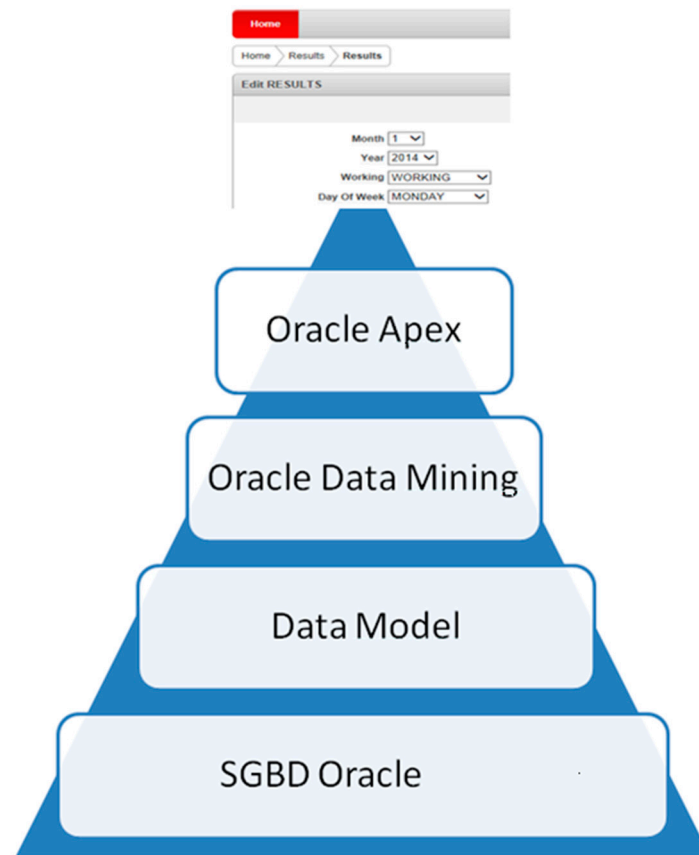 Home
Home Results Results
Edit RESULTS
Month 1
Year 2014
Working WORKING
Day Of Week MONDAY
Oracle Apex
Oracle Data Mining
Data Model
SGBD Oracle